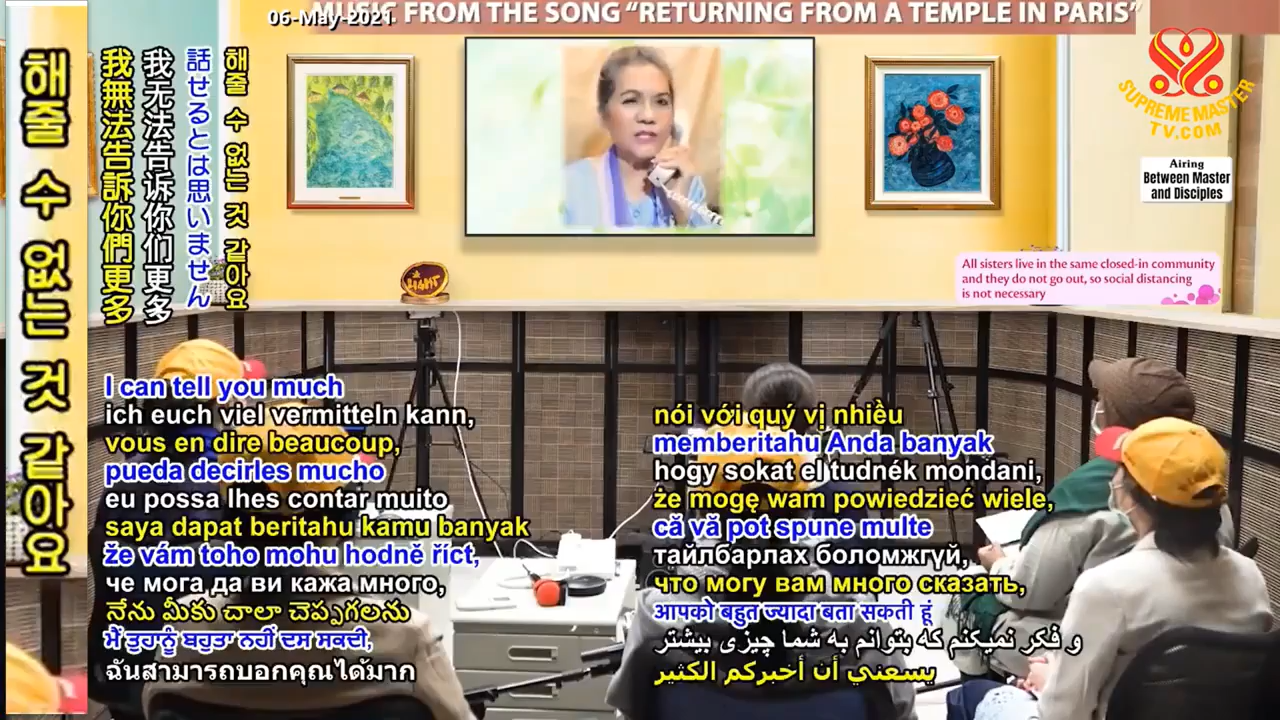 06-May-2021
MUSIC FROM THE SONG “RETURNING FROM A TEMPLE IN PARIS”
SUPREME MASTER
TV.COM
Airing
Between Master
and Disciples
All sisters live in the same closed-in community
and they do not go out, so social distancing
is not necessary
해줄 수 없는 것 같아요
我無法告訴你們更多
我无法告诉你们更多
話せるとは思いません
해줄 수 없는 것 같아요
I can tell you much
ich euch viel vermitteln kann,
vous en dire beaucoup,
pueda decirles mucho
eu possa lhes contar muito
saya dapat beritahu kamu banyak
že vám toho mohu hodně říct,
че мога да ви кажа много,
నేను మీకు చాలా చెప్పగలను
ਮੈਂ ਤੁਹਾਨੂੰ ਬਹੁਤਾ ਨਹੀਂ ਦਸ ਸਕਦੀ,
ฉันสามารถบอกคุณได้มาก
nói với quý vị nhiều
memberitahu Anda banyak
hogy sokat el tudnék mondani,
że mogę wam powiedzieć wiele,
că vă pot spune multe
тайлбарлах боломжгүй,
что могу вам много сказать,
आपको बहुत ज्यादा बता सकती हूं
و فکر نمیکنم که بتوانم به شما چیزی بیشتر
يسعني أن أخبركم الكثير